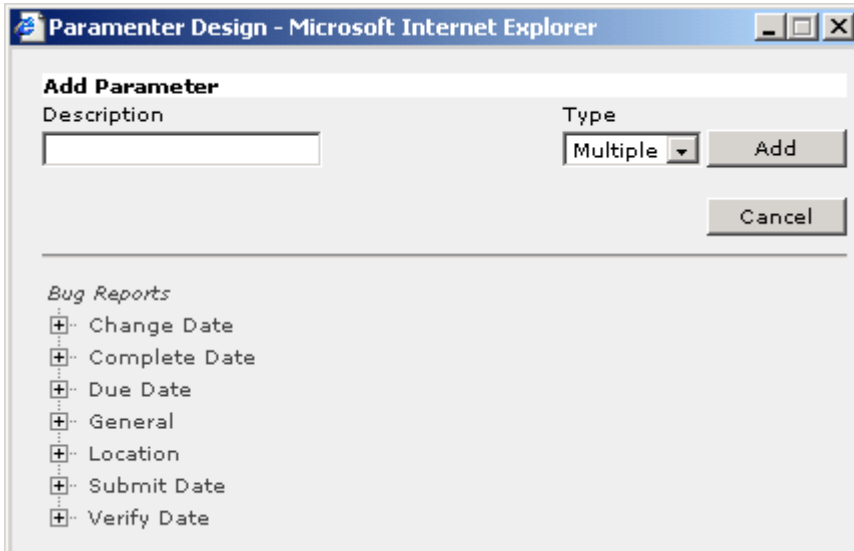 Paramenter Design - Microsoft Internet Explorer
Add Parameter
Description Type
Multiple Add
Cancel
Bug Reports
Change Date
Complete Date
Due Date
General
Location
Submit Date
Verify Date